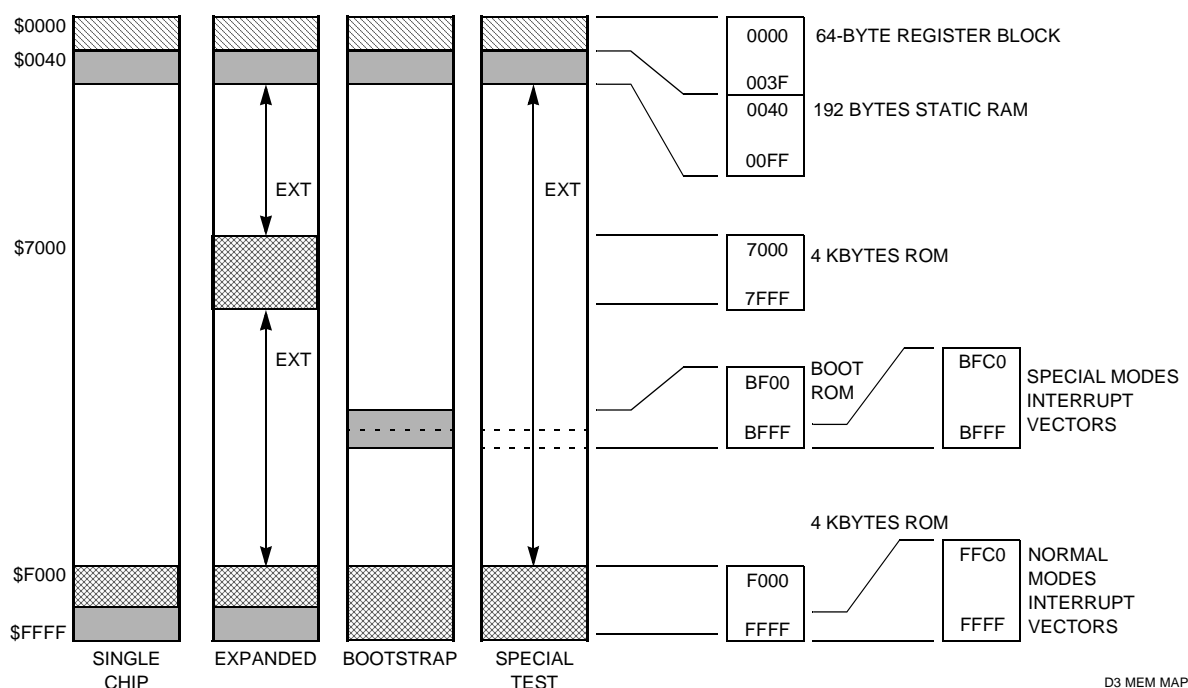 $0000
$0040
$7000
$F000
$FFFF
EXT
EXT
EXT
0000
003F
64-BYTE REGISTER BLOCK
0040
00FF
192 BYTES STATIC RAM
7000
7FFF
4 KBYTES ROM
BF00
BFFF
BOOT
ROM
BFC0
BFFF
SPECIAL MODES
INTERRUPT
VECTORS
4 KBYTES ROM
F000
FFFF
FFC0
FFFF
NORMAL
MODES
INTERRUPT
VECTORS
SINGLE
CHIP
EXPANDED
BOOTSTRAP
SPECIAL
TEST
D3 MEM MAP